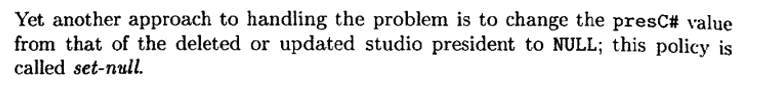 Yet another approach to handling the problem is to change the presC# value
from that of the deleted or updated studio president to NULL; this policy is
called set-null.